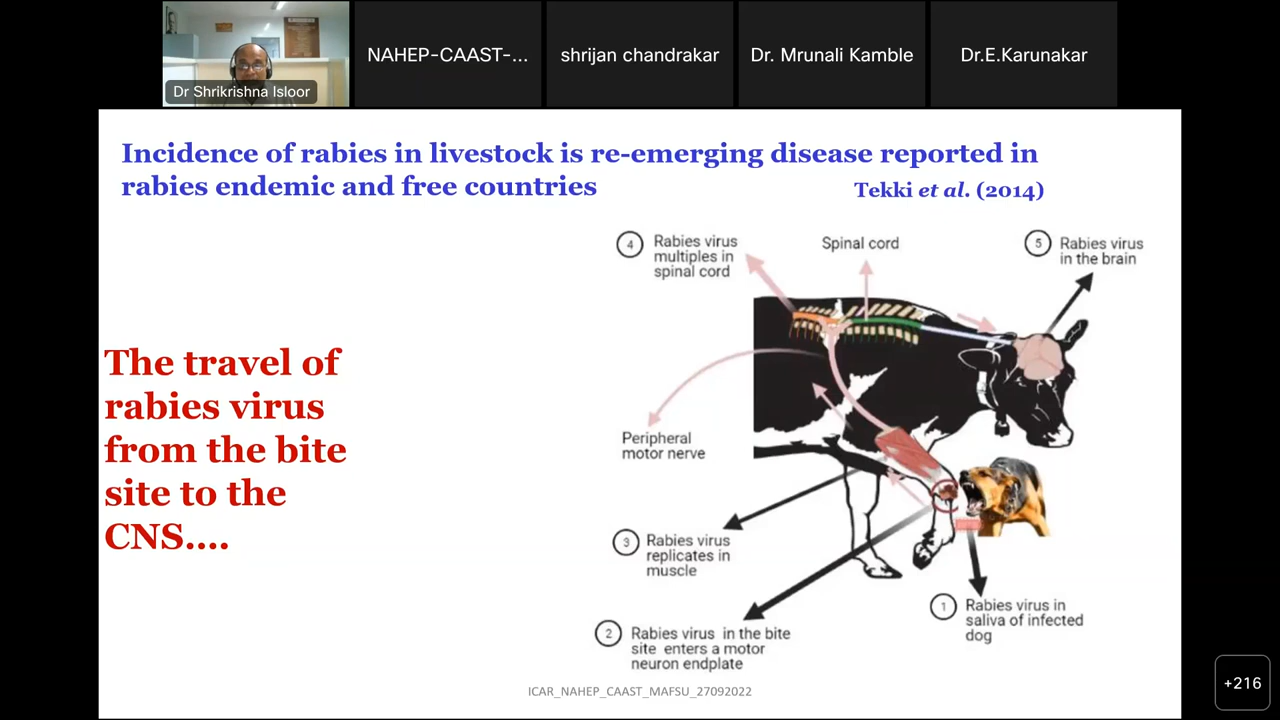 NAHEP-CAAST-...
shrijan chandrakar
Dr. Mrunali Kamble
Dr.E.Karunakar
Dr Shrikrishna Isloor
Incidence of rabies in livestock is re-emerging disease reported in
rabies endemic and free countries
Tekki et al. (2014)
4 Rabies virus
multiples in
spinal cord
Spinal cord
5 Rabies virus
in the brain
The travel of
rabies virus
from the bite
site to the
CNS....
Peripheral
motor nerve
3 Rabies virus
replicates in
muscle
1 Rabies virus in
saliva of infected
dog
2 Rabies virus in the bite
site enters a motor
neuron endplate
ICAR_NAHEP_CAAST_MAFSU_27092022
+216